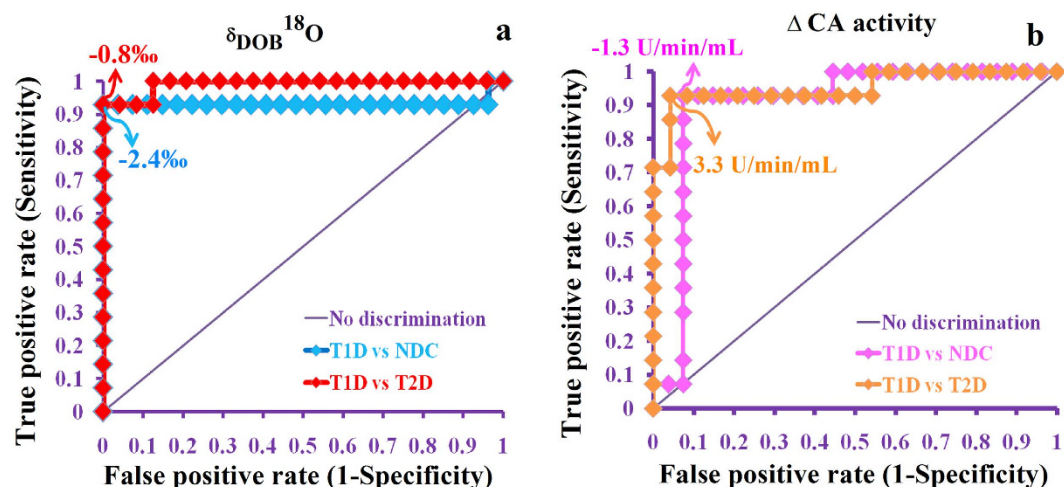 δDOB¹⁸O
a
-0.8‰
-2.4‰
True positive rate (Sensitivity)
1
0.9
0.8
0.7
0.6
0.5
0.4
0.3
0.2
0.1
0
No discrimination
T1D vs NDC
T1D vs T2D
0 0.1 0.2 0.3 0.4 0.5 0.6 0.7 0.8 0.9 1
False positive rate (1-Specificity)
Δ CA activity
b
-1.3 U/min/mL
3.3 U/min/mL
True positive rate (Sensitivity)
1
0.9
0.8
0.7
0.6
0.5
0.4
0.3
0.2
0.1
0
No discrimination
T1D vs NDC
T1D vs T2D
0 0.1 0.2 0.3 0.4 0.5 0.6 0.7 0.8 0.9 1
False positive rate (1-Specificity)